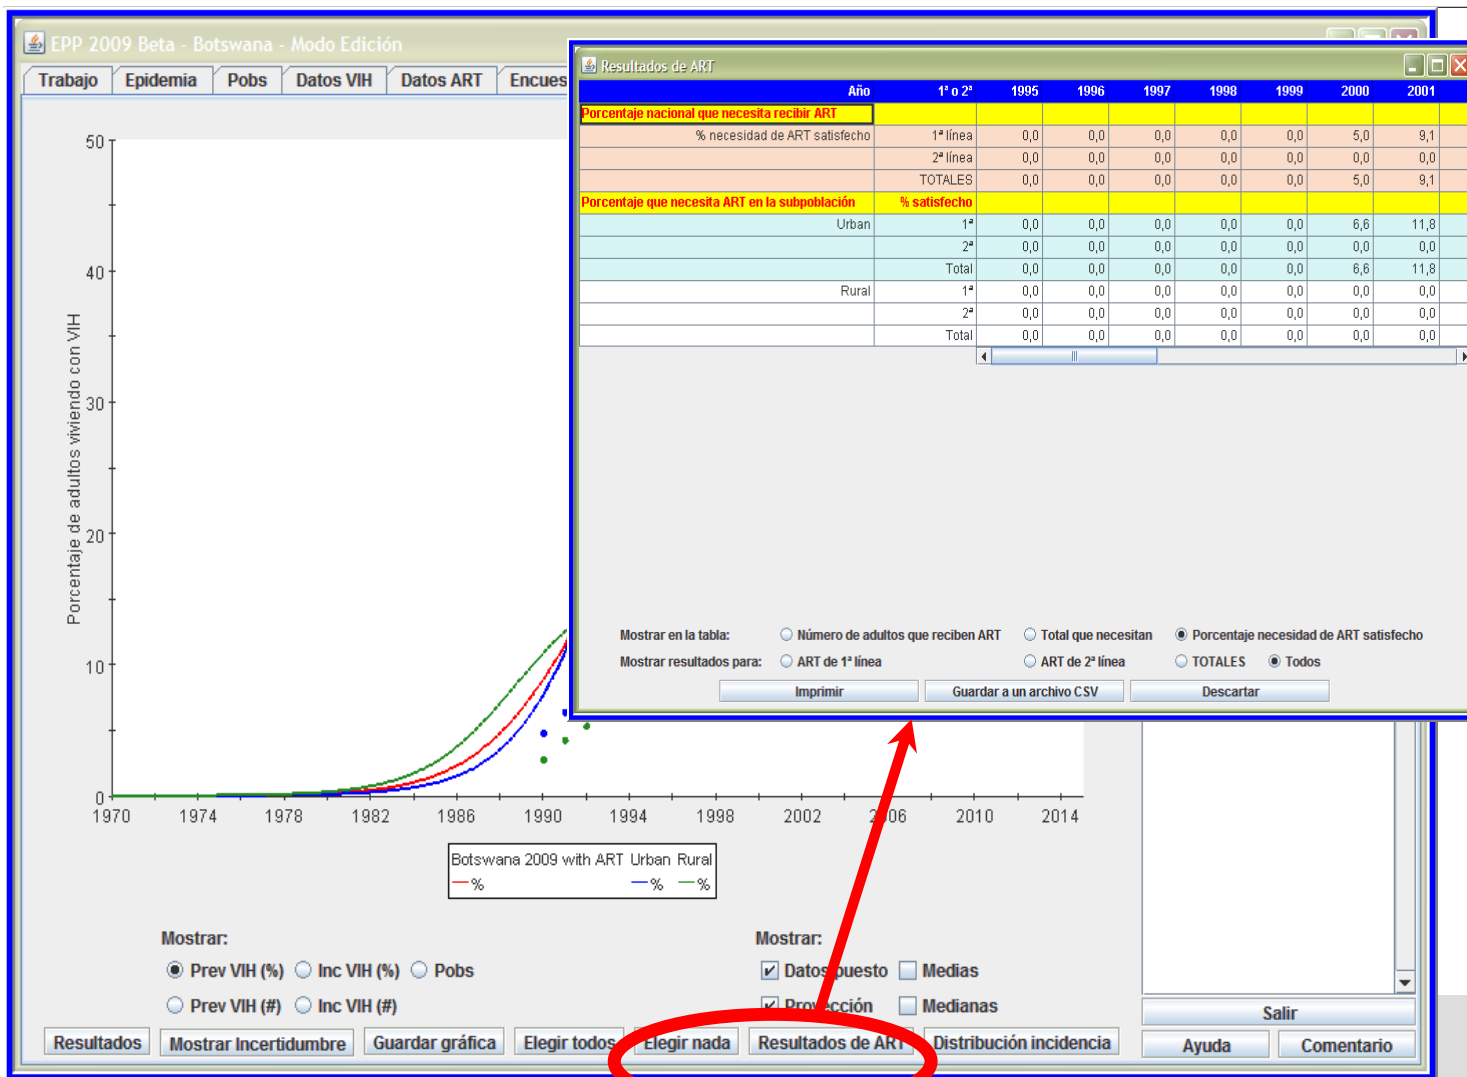 EPP 2009 Beta - Botswana - Modo Edición
Trabajo Epidemia Pobs Datos VIH Datos ART Encues
Resultados de ART
Año 1ª o 2ª 1995 1996 1997 1998 1999 2000 2001
Porcentaje nacional que necesita recibir ART
% necesidad de ART satisfecho 1ª línea 0,0 0,0 0,0 0,0 0,0 5,0 9,1
2ª línea 0,0 0,0 0,0 0,0 0,0 0,0 0,0
TOTALES 0,0 0,0 0,0 0,0 0,0 5,0 9,1
Porcentaje que necesita ART en la subpoblación % satisfecho
Urban 1ª 0,0 0,0 0,0 0,0 0,0 6,6 11,8
2ª 0,0 0,0 0,0 0,0 0,0 0,0 0,0
Total 0,0 0,0 0,0 0,0 0,0 6,6 11,8
Rural 1ª 0,0 0,0 0,0 0,0 0,0 0,0 0,0
2ª 0,0 0,0 0,0 0,0 0,0 0,0 0,0
Total 0,0 0,0 0,0 0,0 0,0 0,0 0,0
Mostrar en la tabla: Número de adultos que reciben ART Total que necesitan Porcentaje necesidad de ART satisfecho
Mostrar resultados para: ART de 1ª línea ART de 2ª línea TOTALES Todos
Imprimir Guardar a un archivo CSV Descartar
Porcentaje de adultos viviendo con VIH
50
40
30
20
10
0
1970 1974 1978 1982 1986 1990 1994 1998 2002 2006 2010 2014
Botswana 2009 with ART Urban Rural
% % %
Mostrar: Mostrar:
Prev VIH (%) Inc VIH (%) Pobs Datos puesto Medias
Prev VIH (#) Inc VIH (#) Proyección Medianas
Salir
Resultados Mostrar Incertidumbre Guardar gráfica Elegir todos Elegir nada Resultados de ART Distribución incidencia Ayuda Comentario